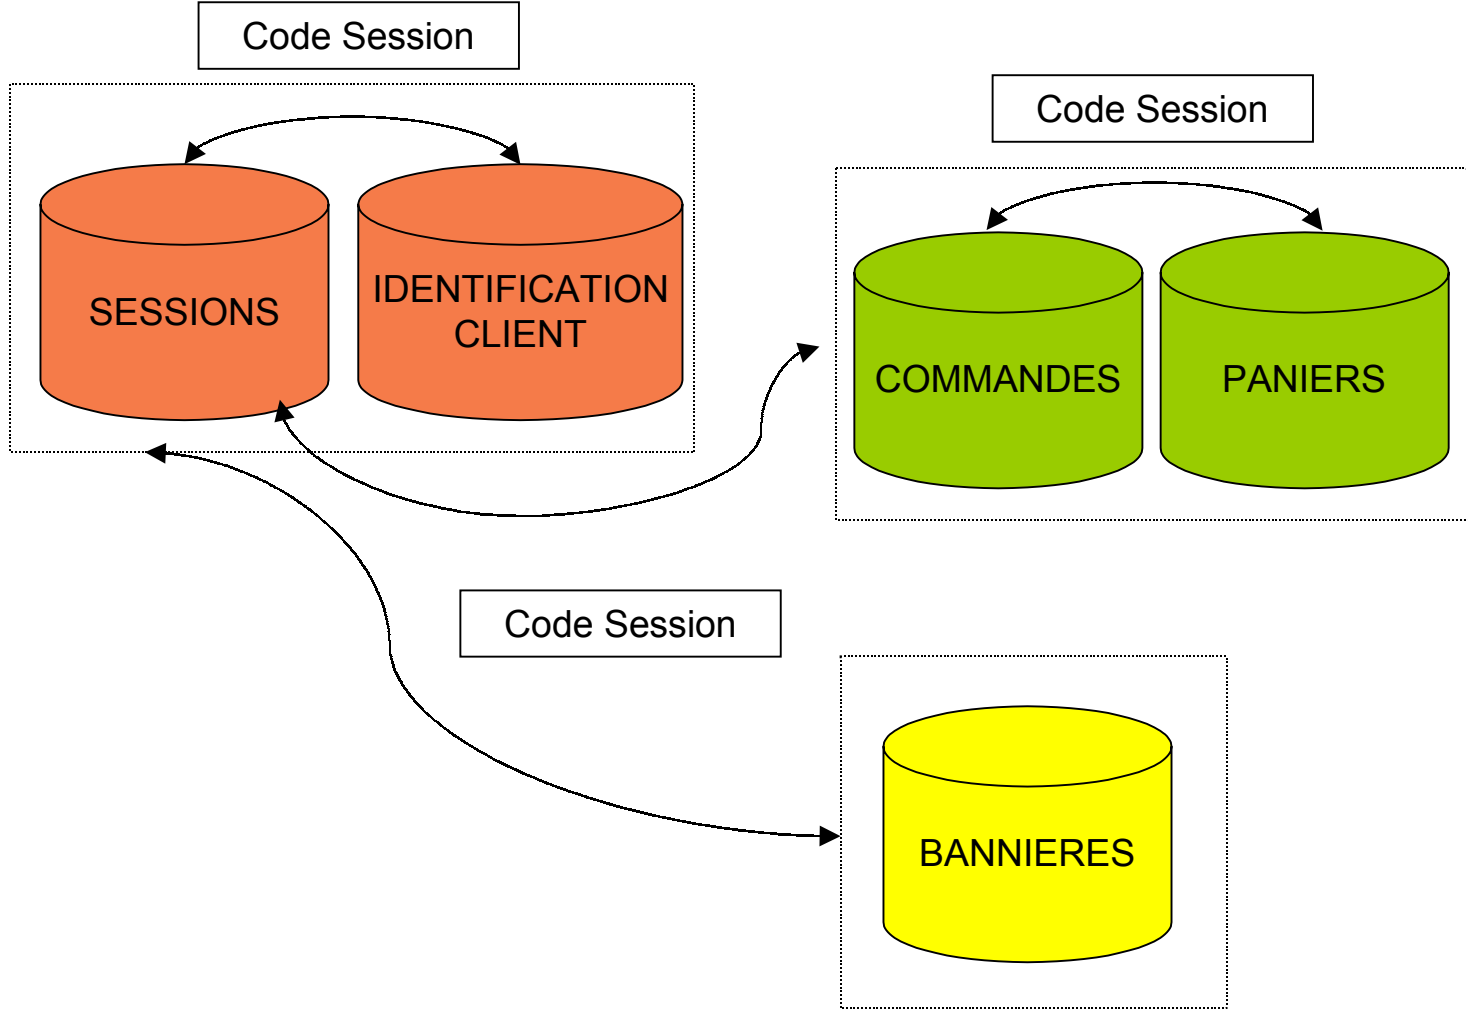 Code Session
Code Session
SESSIONS
IDENTIFICATION
CLIENT
COMMANDES
PANIERS
Code Session
BANNIERES